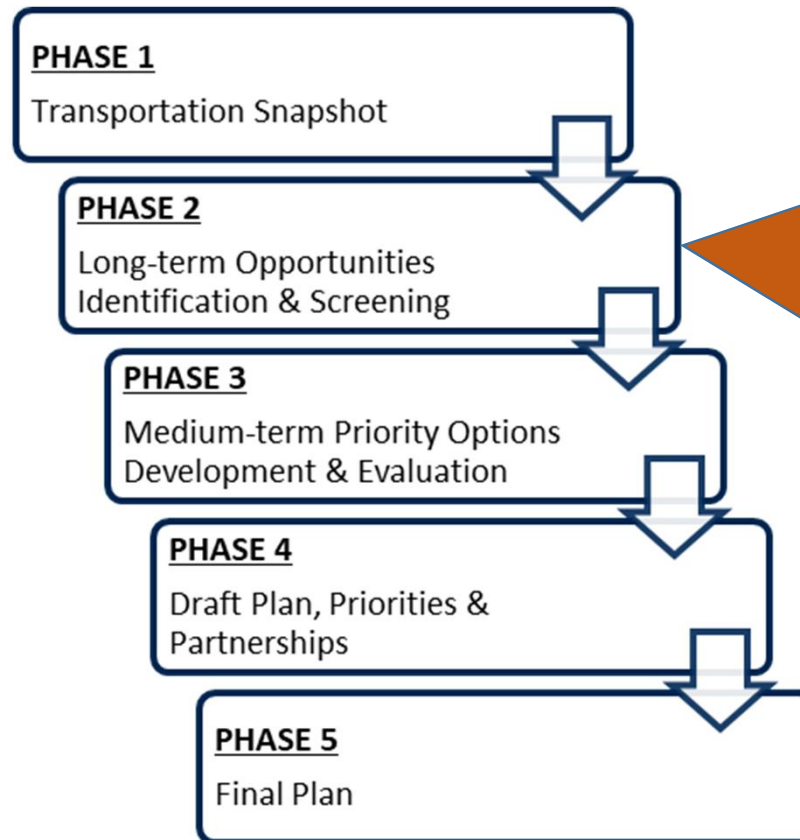 PHASE 1
Transportation Snapshot
PHASE 2
Long-term Opportunities
Identification & Screening
PHASE 3
Medium-term Priority Options
Development & Evaluation
PHASE 4
Draft Plan, Priorities &
Partnerships
PHASE 5
Final Plan